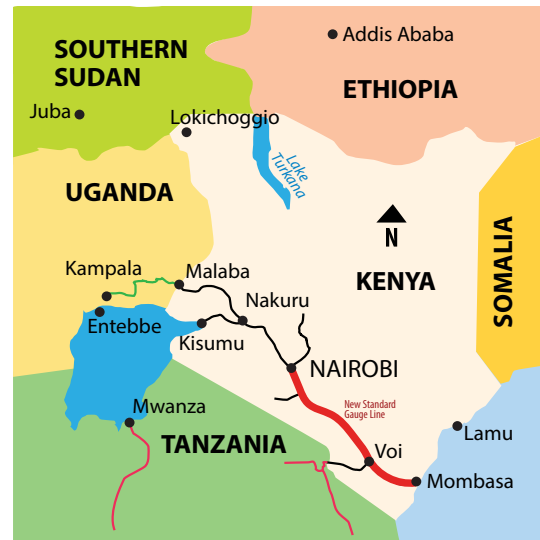 Addis Ababa
SOUTHERN
SUDAN
ETHIOPIA
Juba
Lokichoggio
Lake
Turkana
UGANDA
N
SOMALIA
Kampala
Malaba
KENYA
Nakuru
Entebbe
Kisumu
NAIROBI
New Standard
Gauge Line
Mwanza
Lamu
TANZANIA
Voi
Mombasa